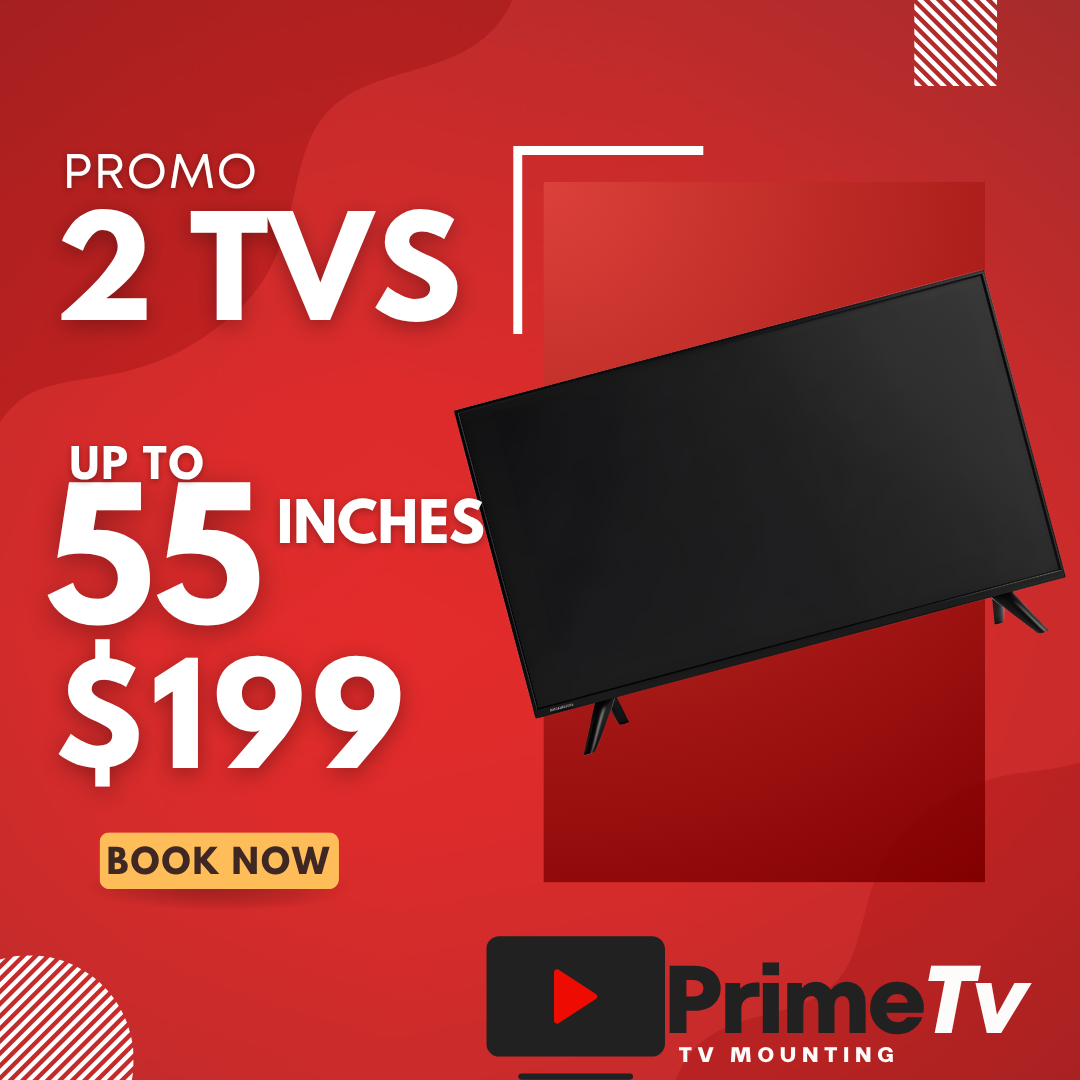 PROMO
2 TVS
UP TO
55 INCHES
$199
BOOK NOW
PrimeTv
TV MOUNTING